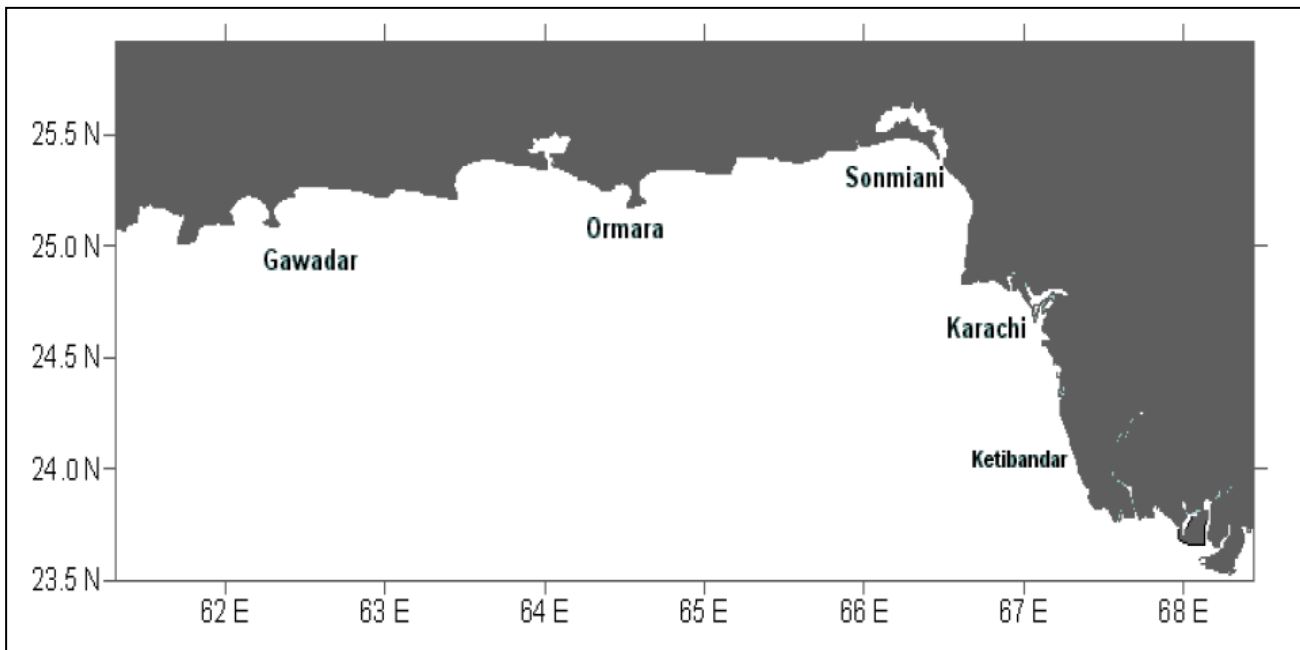 25.5 N
Sonmiani
Ormara
25.0 N
Gawadar
Karachi
24.5 N
Ketibandar
24.0 N
23.5 N
62 E 63 E 64 E 65 E 66 E 67 E 68 E